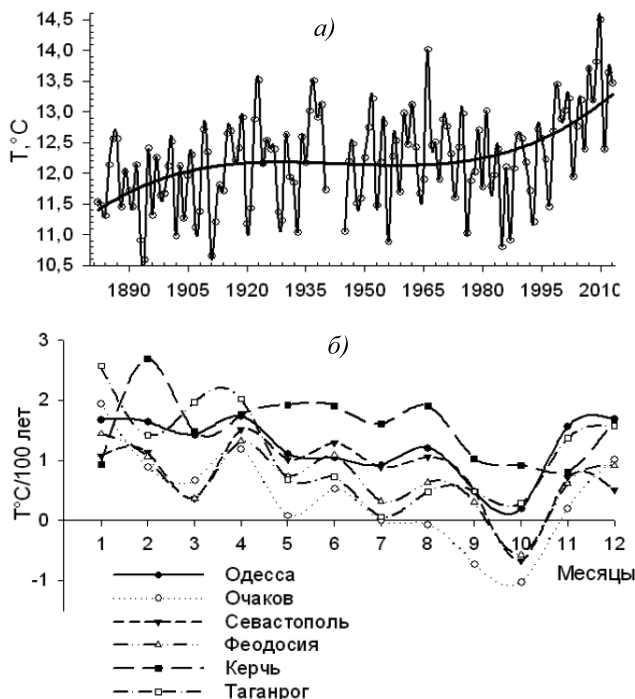 а)
T,°C
14,5
14,0
13,5
13,0
12,5
12,0
11,5
11,0
10,5
1890 1905 1920 1935 1950 1965 1980 1995 2010
б)
T°C/100 лет
3
2
1
0
-1
1 2 3 4 5 6 7 8 9 10 11 12
Месяцы
Одесса
Очаков
Севастополь
Феодосия
Керчь
Таганрог